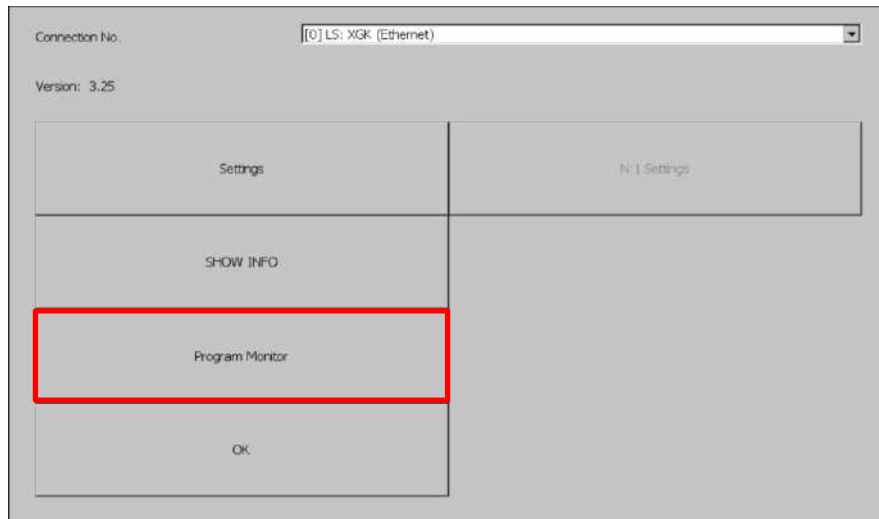 Connection No.
[0] LS: XGK (Ethernet)
Version: 3.25
Settings
N:1 Settings
SHOW INFO
Program Monitor
OK